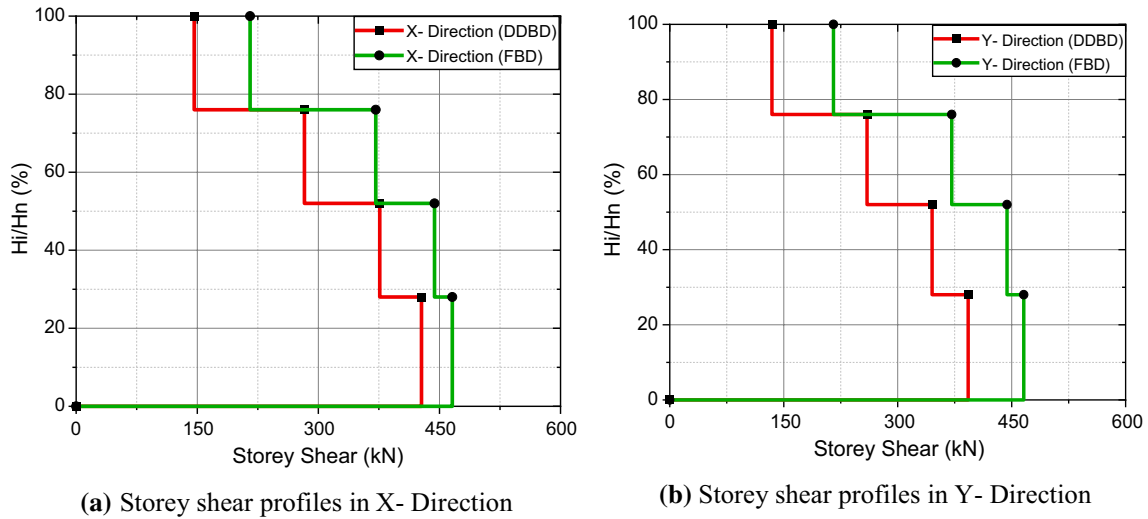 X- Direction (DDBD)
X- Direction (FBD)
100
80
60
40
20
0
Hi/Hn (%)
0 150 300 450 600
Storey Shear (kN)
(a) Storey shear profiles in X- Direction
Y- Direction (DDBD)
Y- Direction (FBD)
100
80
60
40
20
0
Hi/Hn (%)
0 150 300 450 600
Storey Shear (kN)
(b) Storey shear profiles in Y- Direction